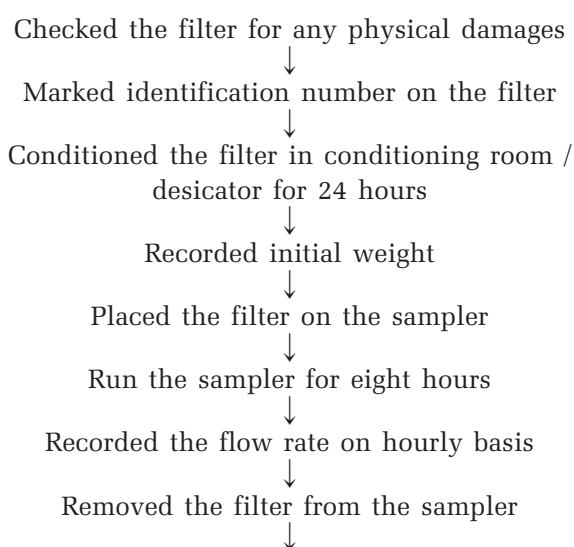 Checked the filter for any physical damages
↓
Marked identification number on the filter
↓
Conditioned the filter in conditioning room /
desicator for 24 hours
↓
Recorded initial weight
↓
Placed the filter on the sampler
↓
Run the sampler for eight hours
↓
Recorded the flow rate on hourly basis
↓
Removed the filter from the sampler
↓